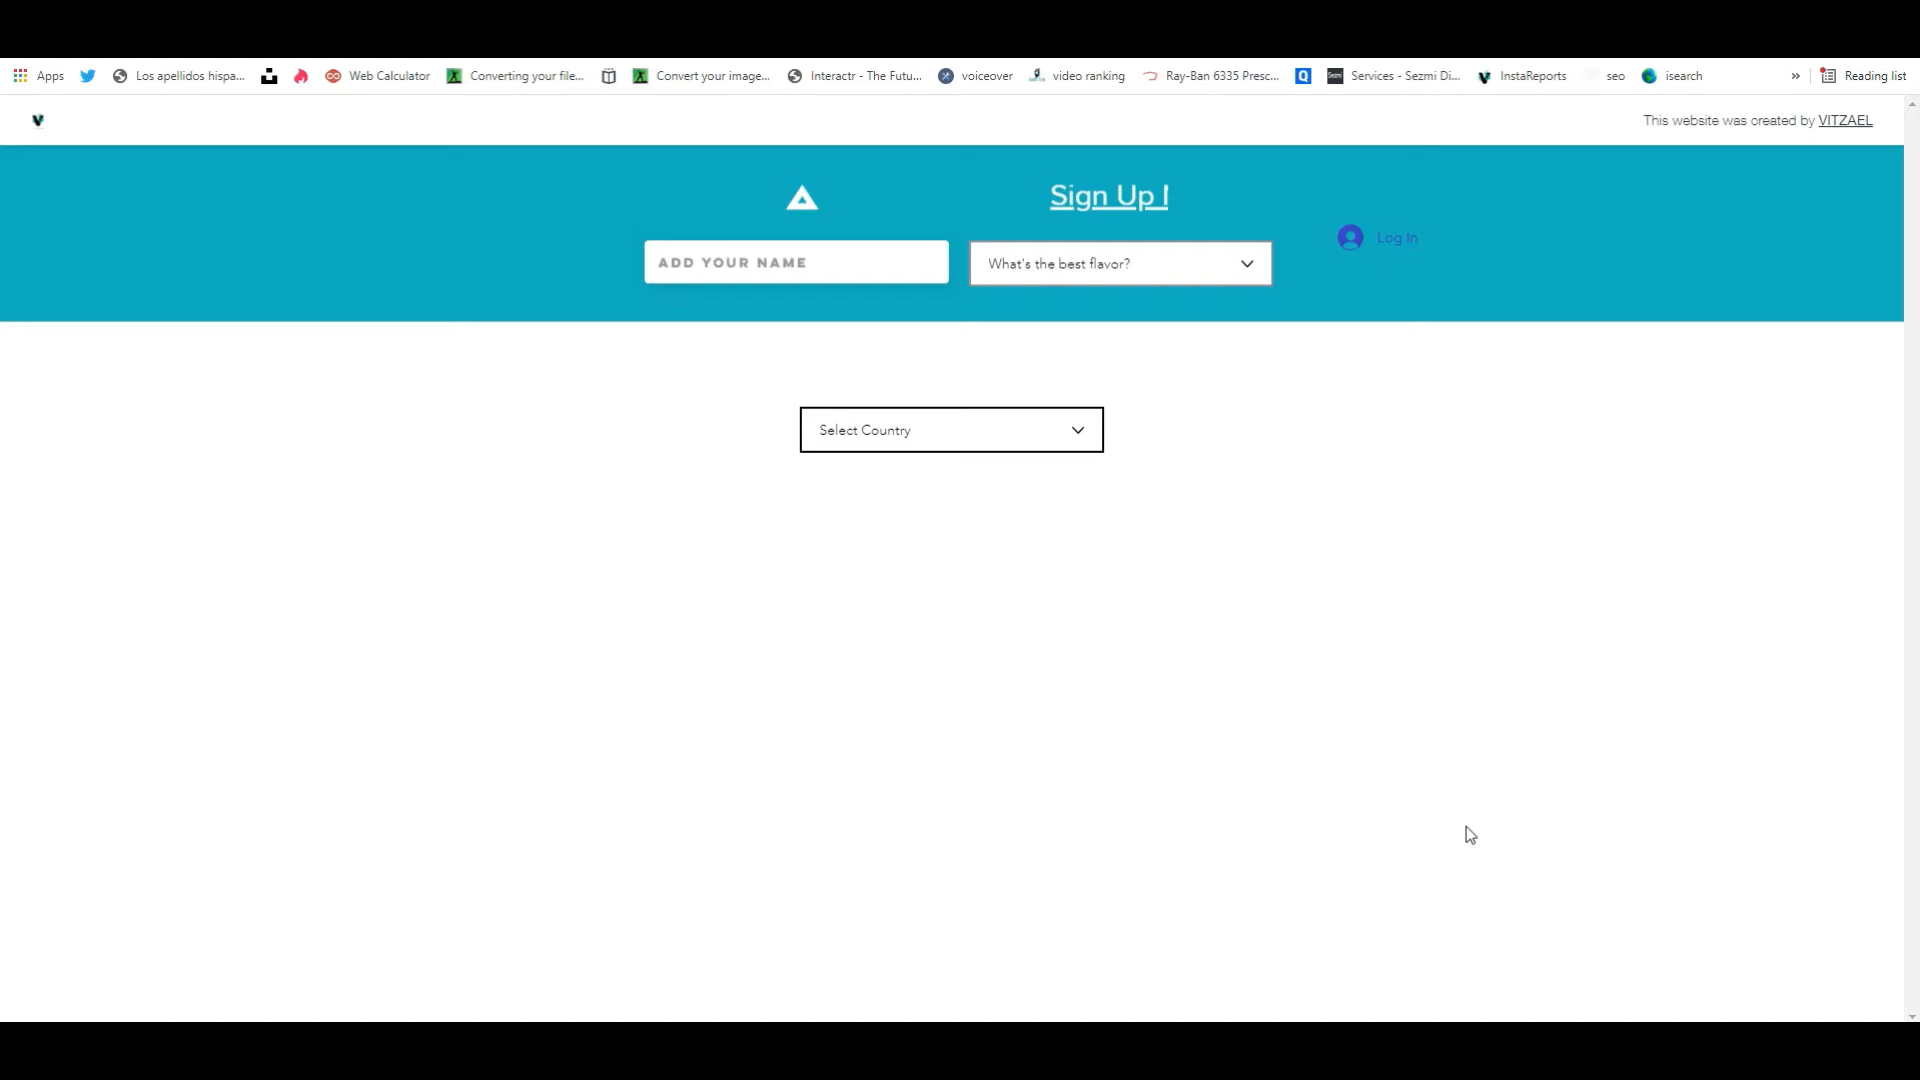 Apps Los apellidos hispa... Web Calculator Converting your file... Convert your image... Interactr - The Futu... voiceover video ranking Ray-Ban 6335 Presc... Q Services - Sezmi Di... InstaReports seo isearch » Reading list
This website was created by VITZAEL
Sign Up !
Log In
ADD YOUR NAME What's the best flavor?
Select Country